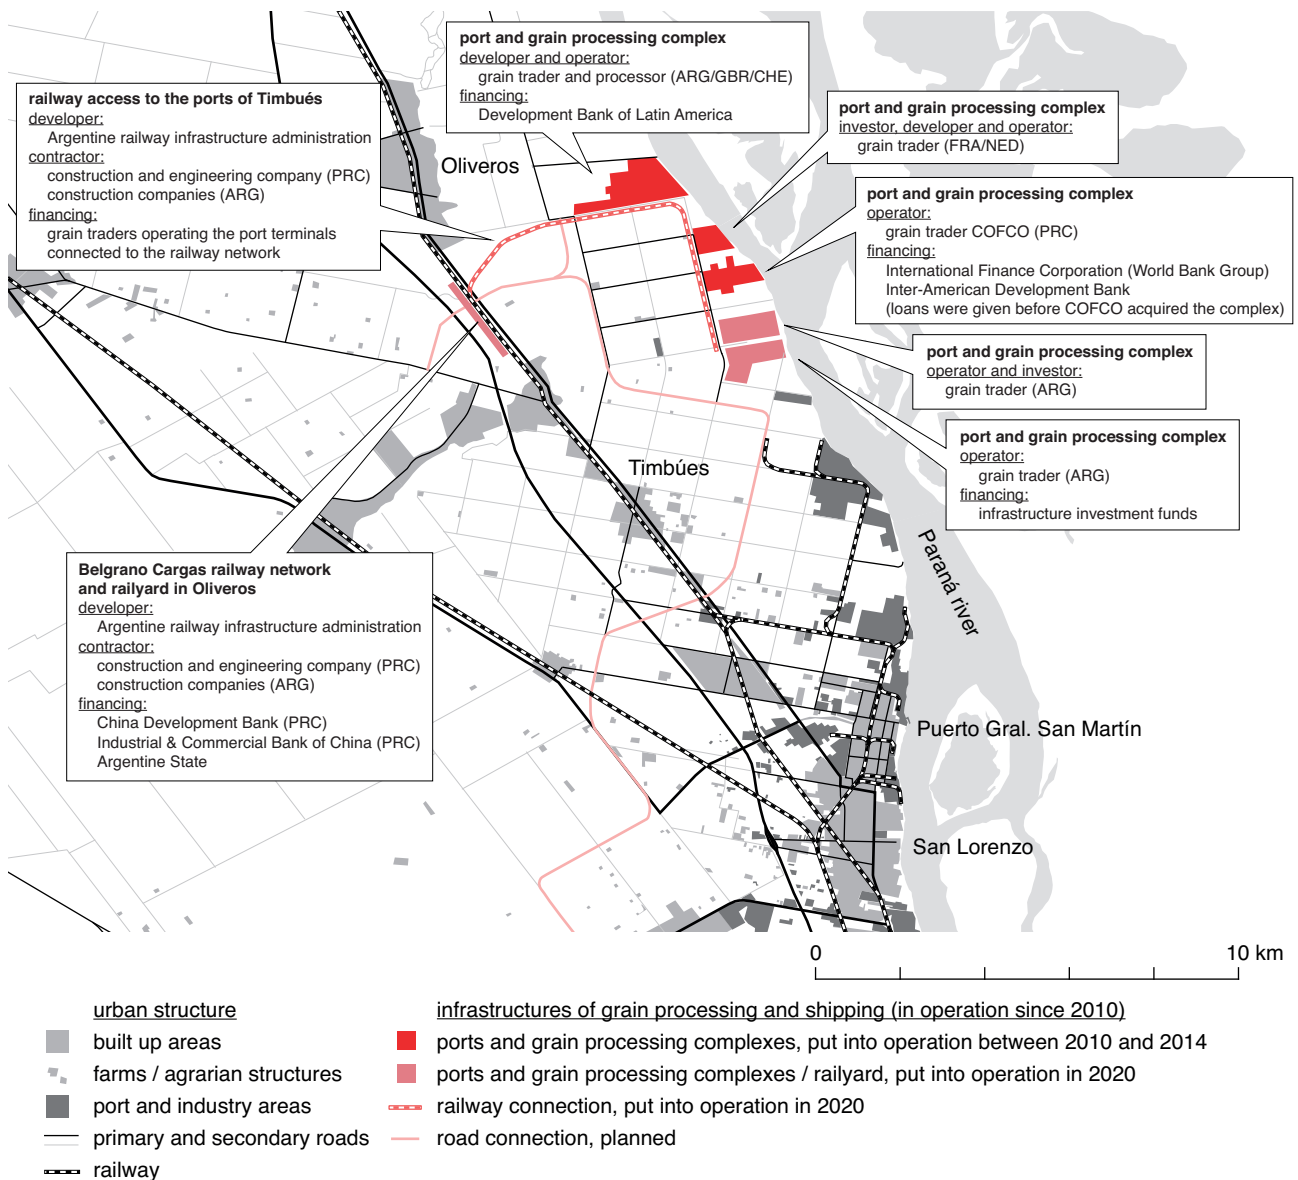 port and grain processing complex
developer and operator:
grain trader and processor (ARG/GBR/CHE)
financing:
Development Bank of Latin America
railway access to the ports of Timbués
developer:
Argentine railway infrastructure administration
contractor:
construction and engineering company (PRC)
construction companies (ARG)
financing:
grain traders operating the port terminals
connected to the railway network
port and grain processing complex
investor, developer and operator:
grain trader (FRA/NED)
Oliveros
port and grain processing complex
operator:
grain trader COFCO (PRC)
financing:
International Finance Corporation (World Bank Group)
Inter-American Development Bank
(loans were given before COFCO acquired the complex)
port and grain processing complex
operator and investor:
grain trader (ARG)
port and grain processing complex
operator:
grain trader (ARG)
financing:
infrastructure investment funds
Timbúes
Paraná river
Belgrano Cargas railway network
and railyard in Oliveros
developer:
Argentine railway infrastructure administration
contractor:
construction and engineering company (PRC)
construction companies (ARG)
financing:
China Development Bank (PRC)
Industrial & Commercial Bank of China (PRC)
Argentine State
Puerto Gral. San Martín
San Lorenzo
0
10 km
urban structure
built up areas
farms / agrarian structures
port and industry areas
primary and secondary roads
railway
infrastructures of grain processing and shipping (in operation since 2010)
ports and grain processing complexes, put into operation between 2010 and 2014
ports and grain processing complexes / railyard, put into operation in 2020
railway connection, put into operation in 2020
road connection, planned